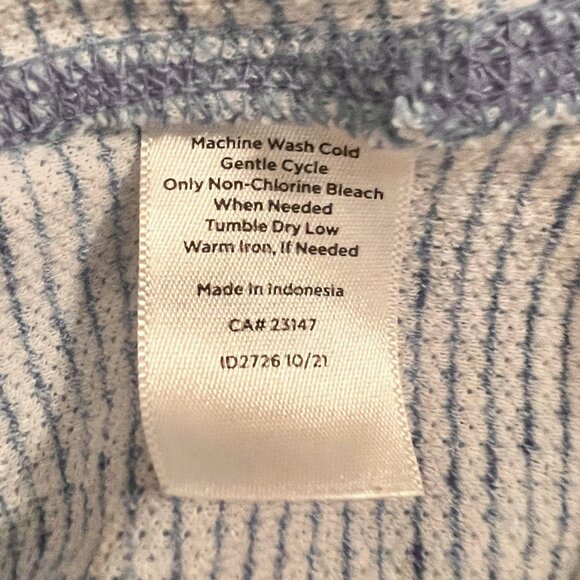 Machine Wash Cold
Gentle Cycle
Only Non-Chlorine Bleach
When Needed
Tumble Dry Low
Warm Iron, If Needed
Made In Indonesia
CA# 23147
ID2726 10/21